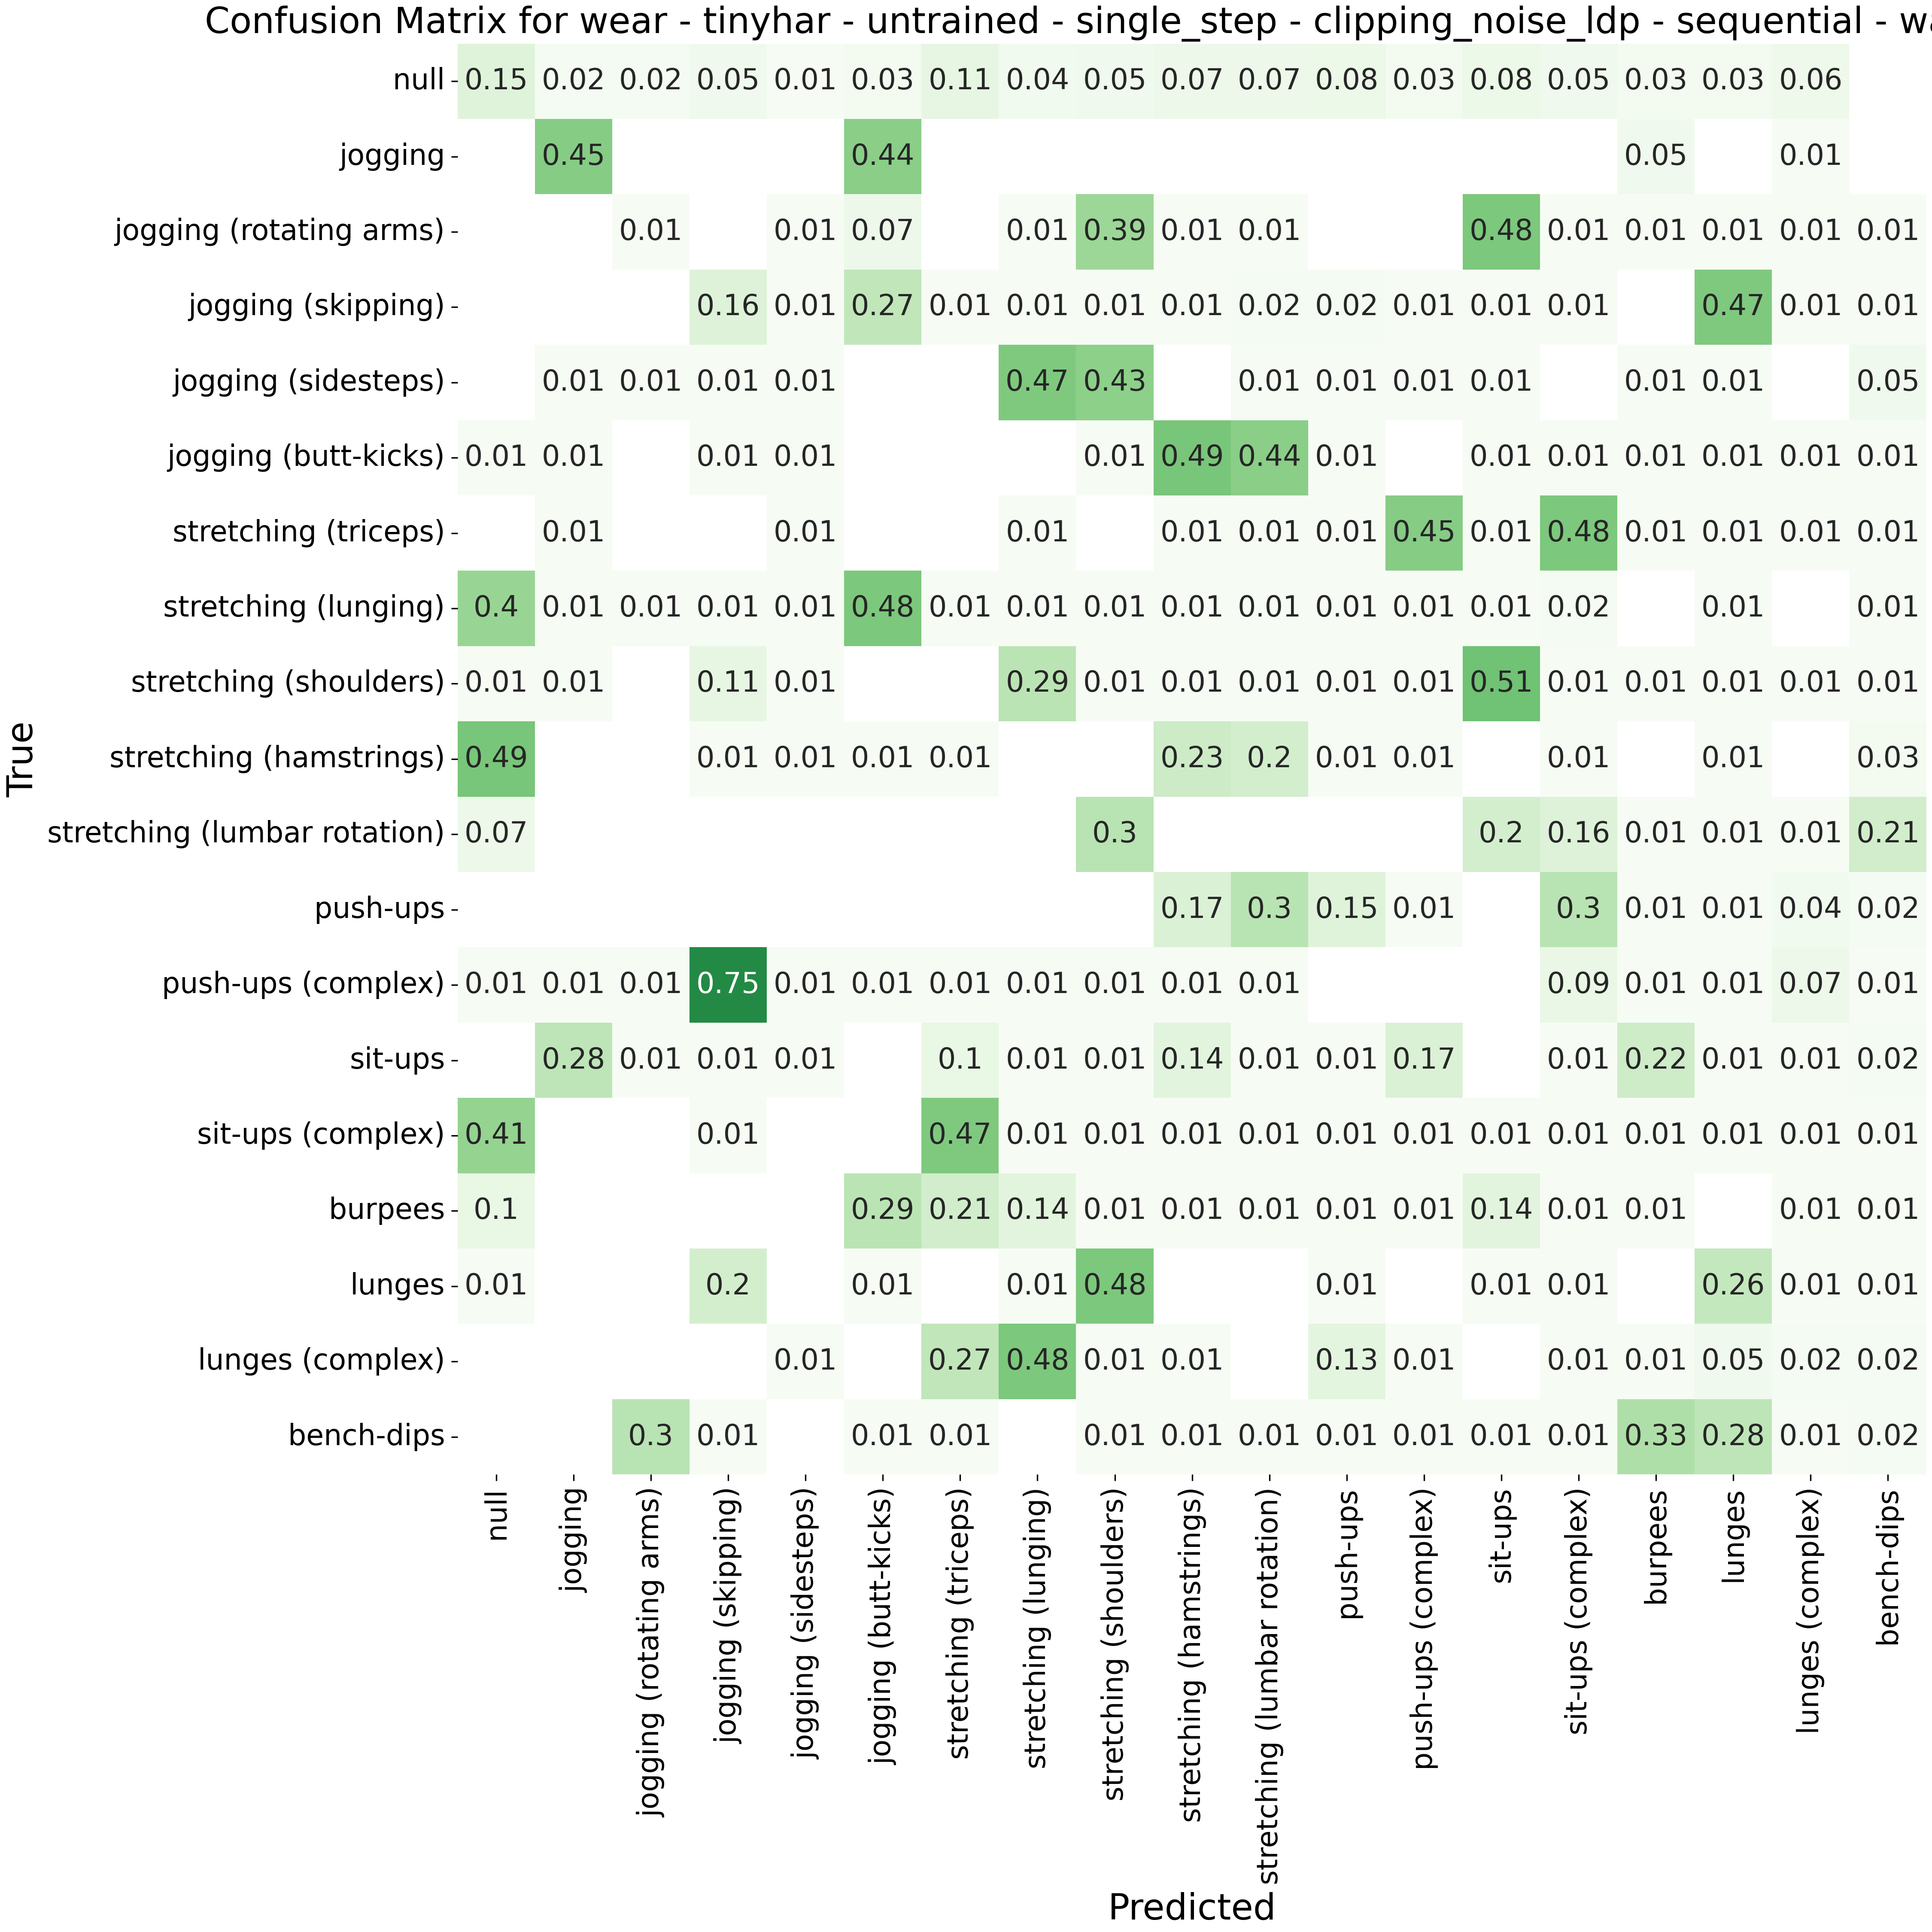 Confusion Matrix for wear - tinyhar - untrained - single_step - clipping_noise_ldp - sequential -
null 0.15 0.02 0.02 0.05 0.01 0.03 0.11 0.04 0.05 0.07 0.07 0.08 0.03 0.08 0.05 0.03 0.03 0.06
jogging 0.45 0.44 0.05 0.01
jogging (rotating arms) 0.01 0.01 0.07 0.01 0.39 0.01 0.01 0.48 0.01 0.01 0.01 0.01 0.01
jogging (skipping) 0.16 0.01 0.27 0.01 0.01 0.01 0.01 0.02 0.02 0.01 0.01 0.01 0.47 0.01 0.01
jogging (sidesteps) 0.01 0.01 0.01 0.01 0.47 0.43 0.01 0.01 0.01 0.01 0.01 0.01 0.05
jogging (butt-kicks) 0.01 0.01 0.01 0.01 0.01 0.49 0.44 0.01 0.01 0.01 0.01 0.01 0.01 0.01
stretching (triceps) 0.01 0.01 0.01 0.01 0.01 0.01 0.45 0.01 0.48 0.01 0.01 0.01 0.01
stretching (lunging) 0.4 0.01 0.01 0.01 0.01 0.48 0.01 0.01 0.01 0.01 0.01 0.01 0.01 0.01 0.02 0.01 0.01
stretching (shoulders) 0.01 0.01 0.11 0.01 0.29 0.01 0.01 0.01 0.01 0.01 0.51 0.01 0.01 0.01 0.01 0.01
stretching (hamstrings) 0.49 0.01 0.01 0.01 0.01 0.23 0.2 0.01 0.01 0.01 0.01 0.03
stretching (lumbar rotation) 0.07 0.3 0.2 0.16 0.01 0.01 0.01 0.21
push-ups 0.17 0.3 0.15 0.01 0.3 0.01 0.01 0.04 0.02
push-ups (complex) 0.01 0.01 0.01 0.75 0.01 0.01 0.01 0.01 0.01 0.01 0.01 0.09 0.01 0.01 0.07 0.01
sit-ups 0.28 0.01 0.01 0.01 0.1 0.01 0.01 0.14 0.01 0.01 0.17 0.01 0.22 0.01 0.01 0.02
sit-ups (complex) 0.41 0.01 0.47 0.01 0.01 0.01 0.01 0.01 0.01 0.01 0.01 0.01 0.01 0.01 0.01
burpees 0.1 0.29 0.21 0.14 0.01 0.01 0.01 0.01 0.01 0.14 0.01 0.01 0.01 0.01
lunges 0.01 0.2 0.01 0.01 0.48 0.01 0.01 0.01 0.26 0.01 0.01
lunges (complex) 0.01 0.27 0.48 0.01 0.01 0.13 0.01 0.01 0.01 0.05 0.02 0.02
bench-dips 0.3 0.01 0.01 0.01 0.01 0.01 0.01 0.01 0.01 0.01 0.01 0.33 0.28 0.01 0.02
True
null
jogging
jogging (rotating arms)
jogging (skipping)
jogging (sidesteps)
jogging (butt-kicks)
stretching (triceps)
stretching (lunging)
stretching (shoulders)
stretching (hamstrings)
stretching (lumbar rotation)
push-ups
push-ups (complex)
sit-ups
sit-ups (complex)
burpees
lunges
lunges (complex)
bench-dips
Predicted